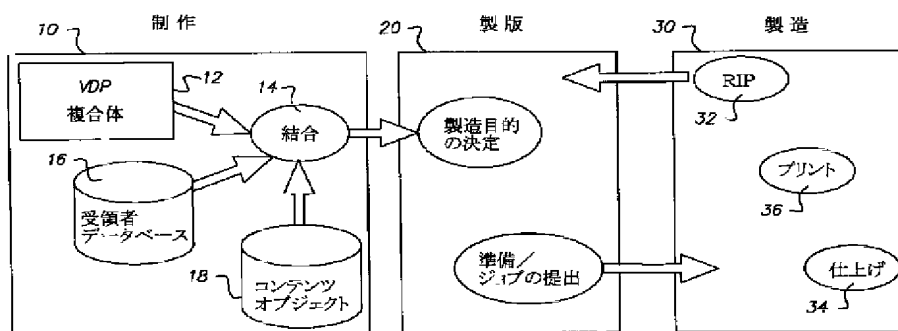 制作
製版
製造
10
20
30
VDP
複合体
12
14
結合
製造目的
の決定
RIP
32
16
受領者
データベース
プリント
36
18
コンテンツ
オブジェクト
準備／
ジョブの提出
仕上げ
34